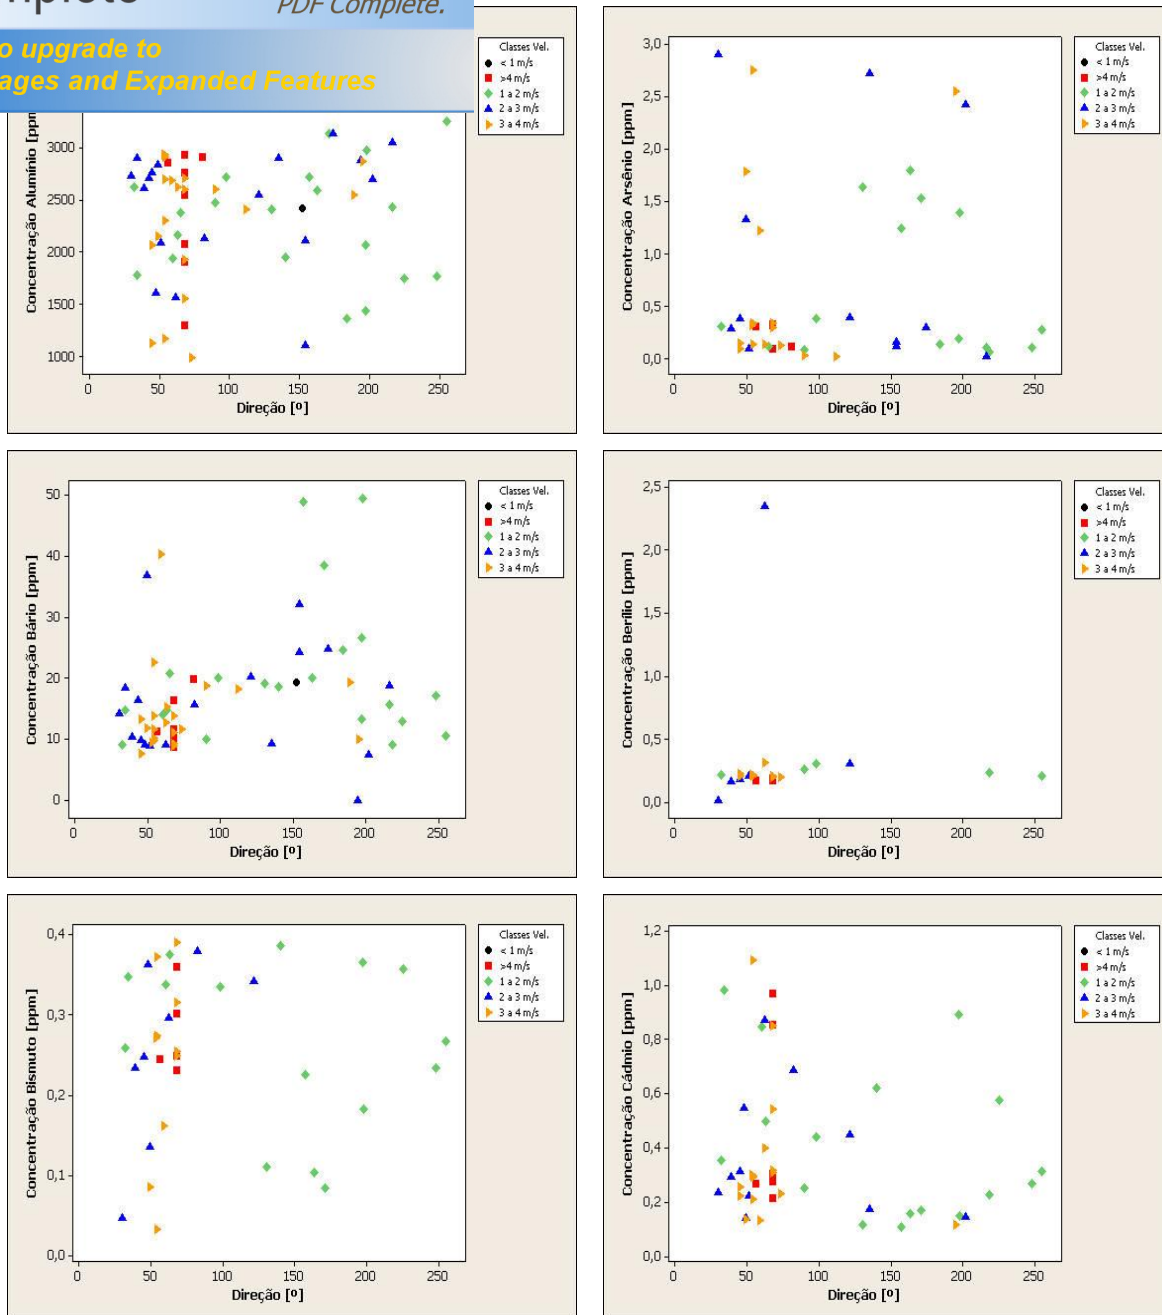 PDF Complete.
o upgrade to
ages and Expanded Features
Concentração Alumínio [ppm]
3000
2500
2000
1500
1000
0 50 100 150 200 250
Direção [º]
Classes Vel.
< 1 m/s
>4 m/s
1 a 2 m/s
2 a 3 m/s
3 a 4 m/s
Concentração Arsênio [ppm]
3,0
2,5
2,0
1,5
1,0
0,5
0,0
0 50 100 150 200 250
Direção [º]
Classes Vel.
< 1 m/s
>4 m/s
1 a 2 m/s
2 a 3 m/s
3 a 4 m/s
Concentração Bário [ppm]
50
40
30
20
10
0
0 50 100 150 200 250
Direção [º]
Classes Vel.
< 1 m/s
>4 m/s
1 a 2 m/s
2 a 3 m/s
3 a 4 m/s
Concentração Berílio [ppm]
2,5
2,0
1,5
1,0
0,5
0,0
0 50 100 150 200 250
Direção [º]
Classes Vel.
< 1 m/s
>4 m/s
1 a 2 m/s
2 a 3 m/s
3 a 4 m/s
Concentração Bismuto [ppm]
0,4
0,3
0,2
0,1
0,0
0 50 100 150 200 250
Direção [º]
Classes Vel.
< 1 m/s
>4 m/s
1 a 2 m/s
2 a 3 m/s
3 a 4 m/s
Concentração Cádmio [ppm]
1,2
1,0
0,8
0,6
0,4
0,2
0,0
0 50 100 150 200 250
Direção [º]
Classes Vel.
< 1 m/s
>4 m/s
1 a 2 m/s
2 a 3 m/s
3 a 4 m/s